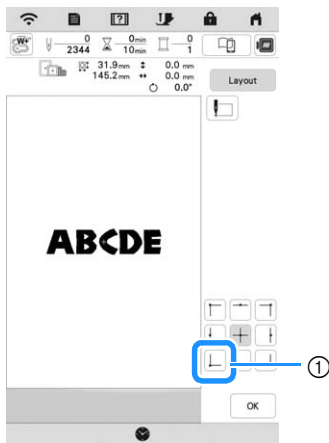 W+ 0 0min 0
2344 10min 1
31.9mm 0.0 mm
145.2mm 0.0 mm
0.0°
Layout
ABCDE
①
OK